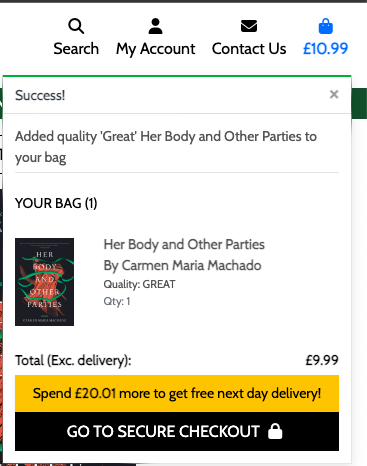 Search My Account Contact Us £10.99
Success! ×
Added quality 'Great' Her Body and Other Parties to
your bag
YOUR BAG (1)
HER
BODY
AND
OTHER
PARTIES
CARMEN MARIA MACHADO
Her Body and Other Parties
By Carmen Maria Machado
Quality: GREAT
Qty: 1
Total (Exc. delivery): £9.99
Spend £20.01 more to get free next day delivery!
GO TO SECURE CHECKOUT